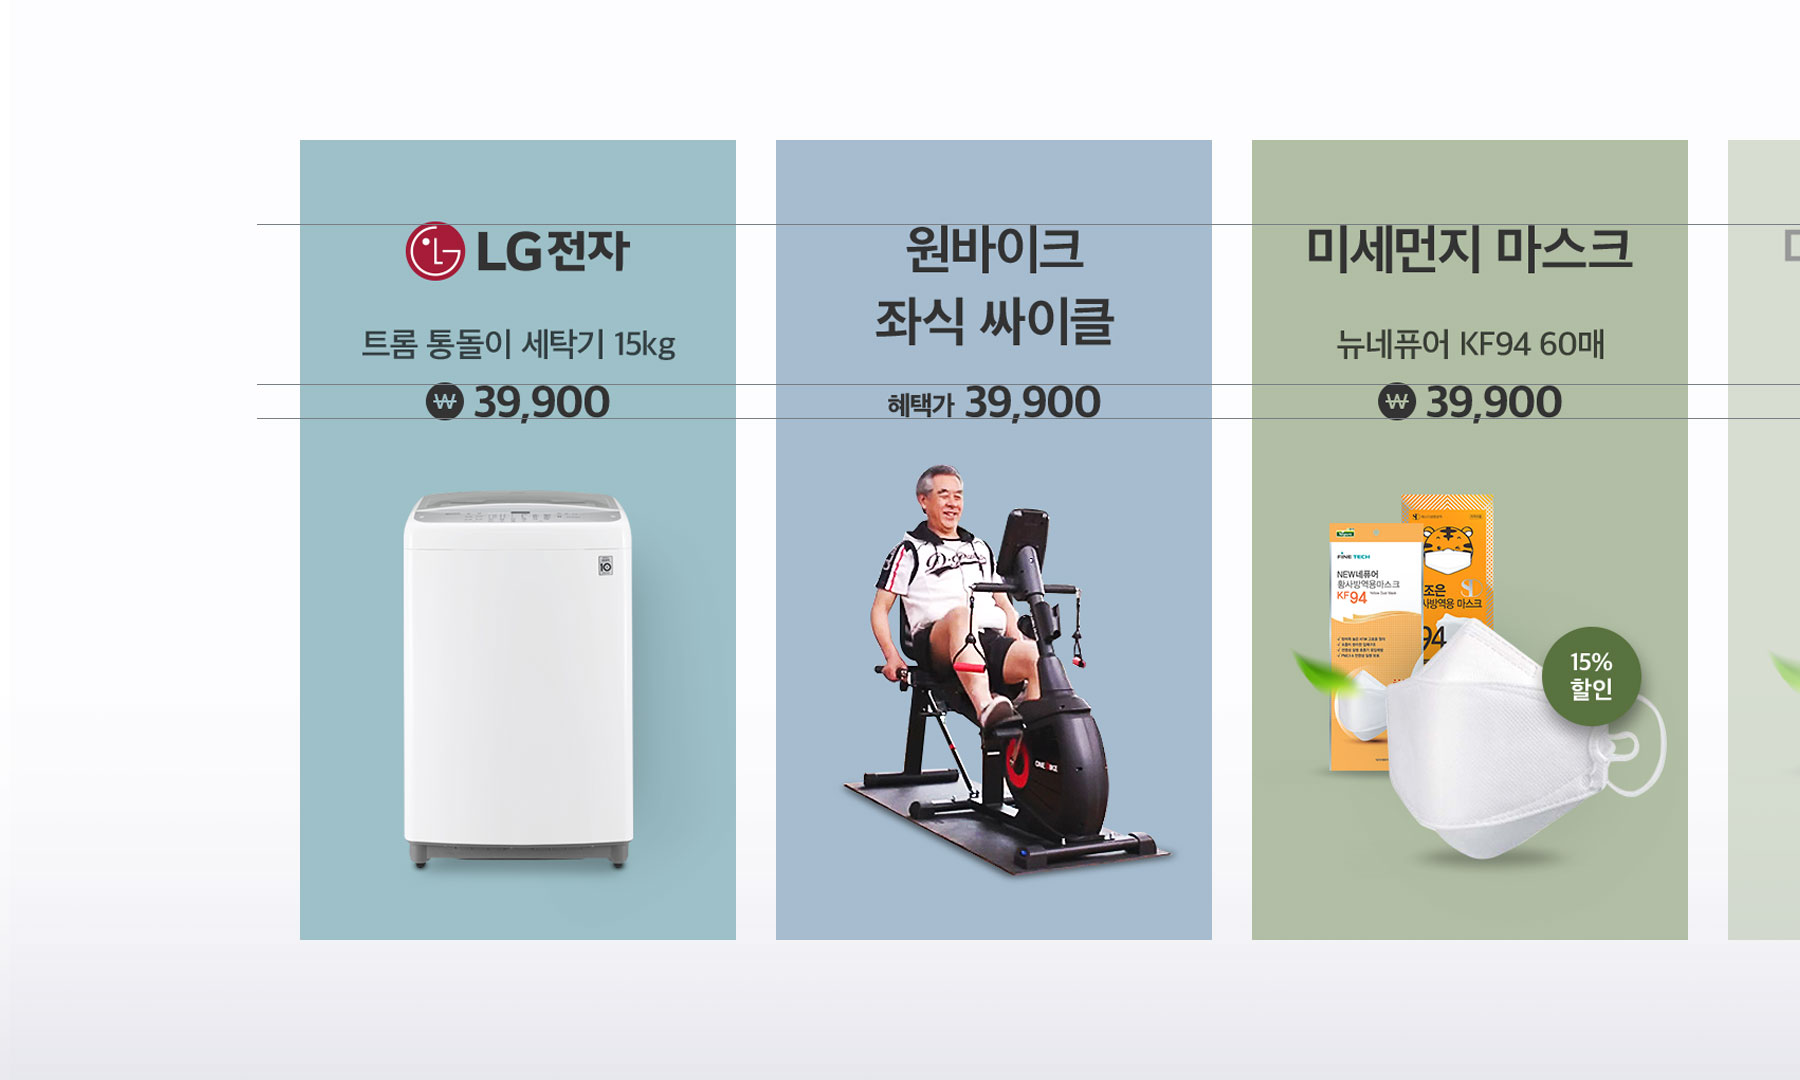 LG전자
트롬 통돌이 세탁기 15kg
₩ 39,900
원바이크
좌식 싸이클
혜택가 39,900
ONE BIKE
미세먼지 마스크
뉴네퓨어 KF94 60매
₩ 39,900
FINE TECH
NEW네퓨어
황사방역용마스크
KF94
조은
사방역용 마스크
94
15%
할인